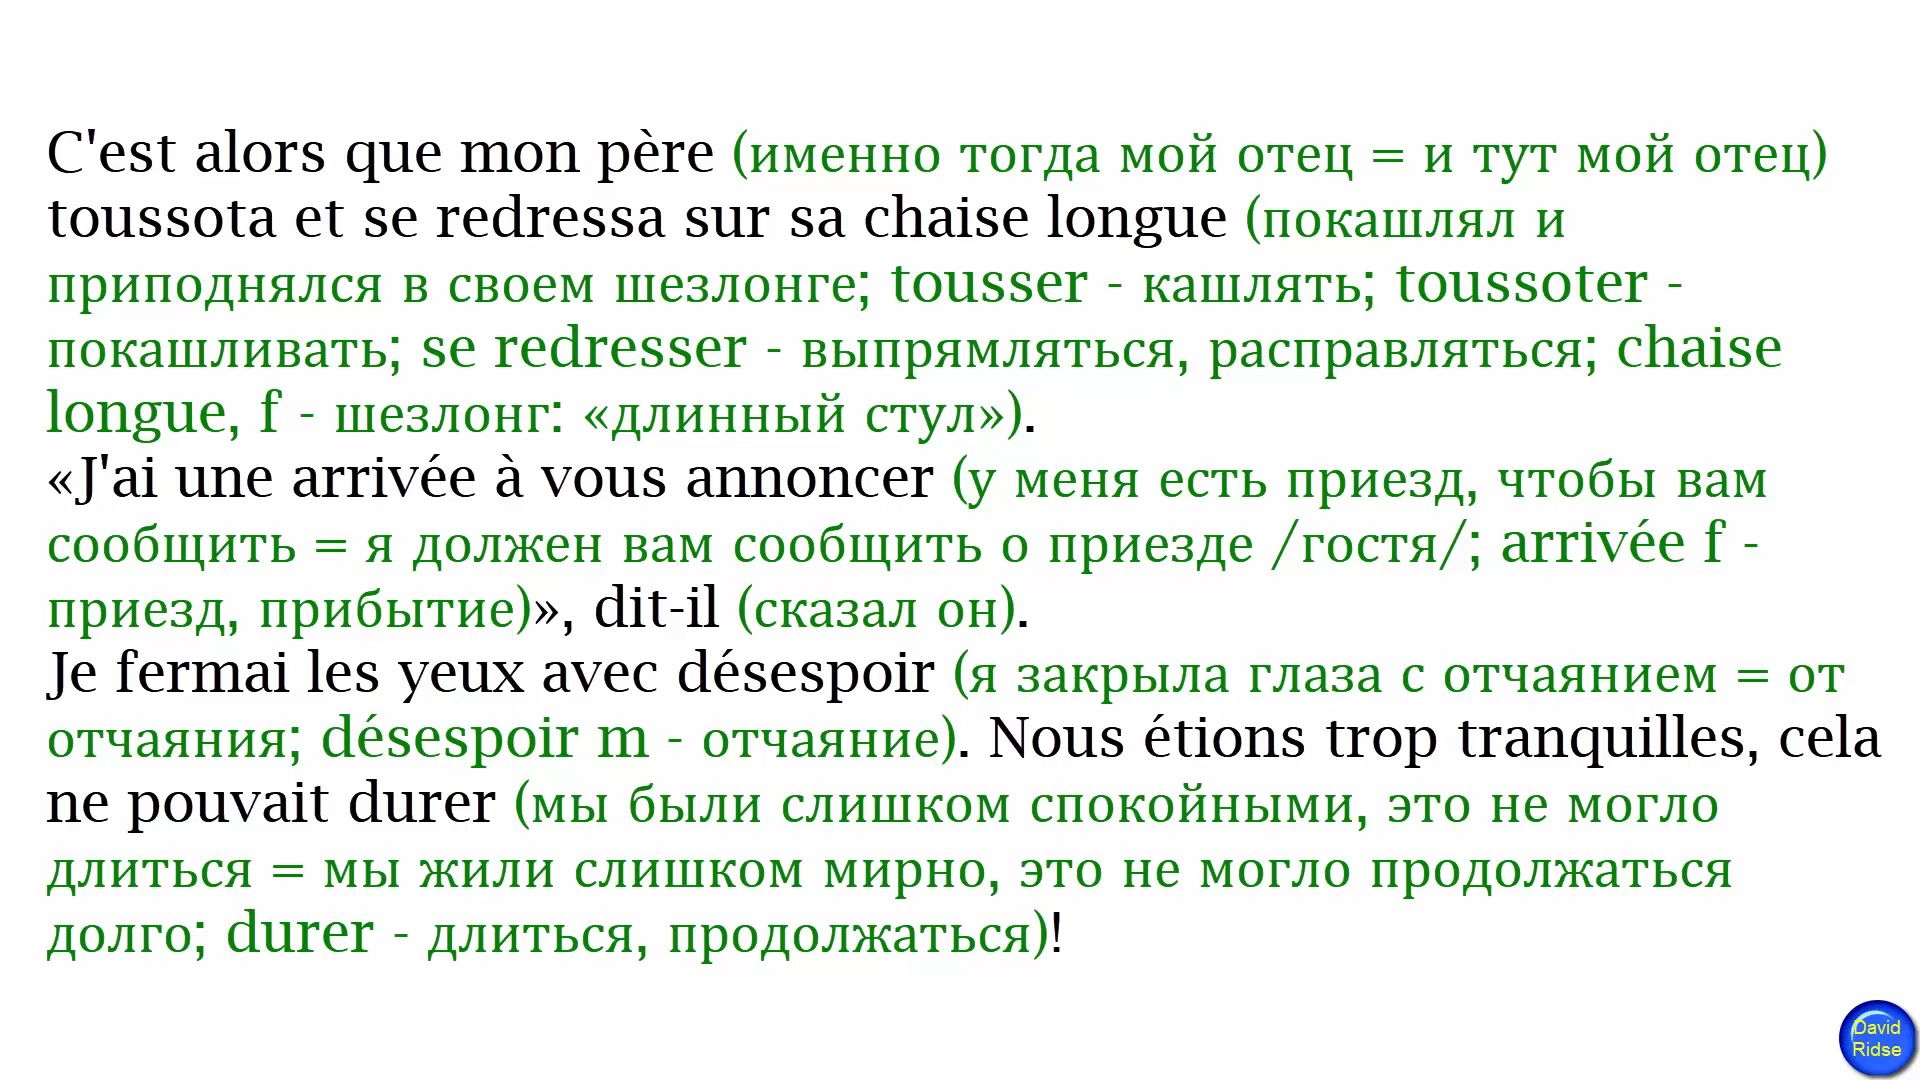 C'est alors que mon père (именно тогда мой отец = и тут мой отец)
toussota et se redressa sur sa chaise longue (покашлял и
приподнялся в своем шезлонге; tousser - кашлять; toussoter -
покашливать; se redresser - выпрямляться, расправляться; chaise
longue, f - шезлонг: «длинный стул»).
«J'ai une arrivée à vous annoncer (у меня есть приезд, чтобы вам
сообщить = я должен вам сообщить о приезде /гостя/; arrivée f -
приезд, прибытие)», dit-il (сказал он).
Je fermai les yeux avec désespoir (я закрыла глаза с отчаянием = от
отчаяния; désespoir m - отчаяние). Nous étions trop tranquilles, cela
ne pouvait durer (мы были слишком спокойными, это не могло
длиться = мы жили слишком мирно, это не могло продолжаться
долго; durer - длиться, продолжаться)!
David
Ridse